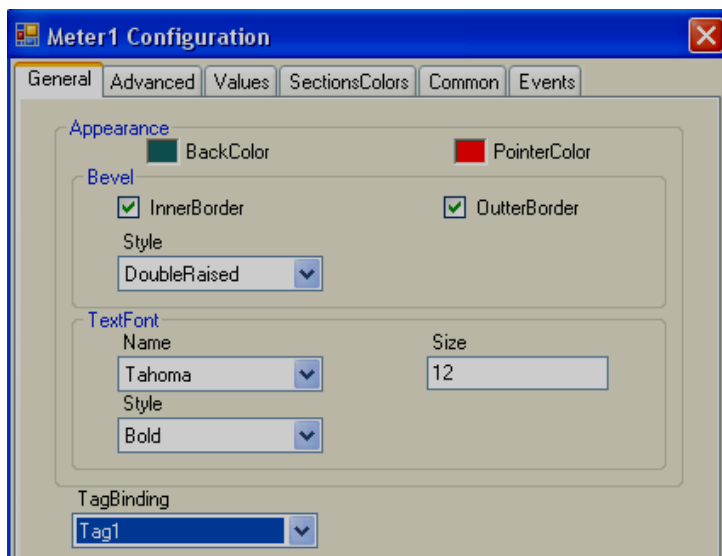 Meter1 Configuration
General Advanced Values SectionsColors Common Events
Appearance
BackColor PointerColor
Bevel
InnerBorder OutterBorder
Style
DoubleRaised
TextFont
Name Size
Tahoma 12
Style
Bold
TagBinding
Tag1